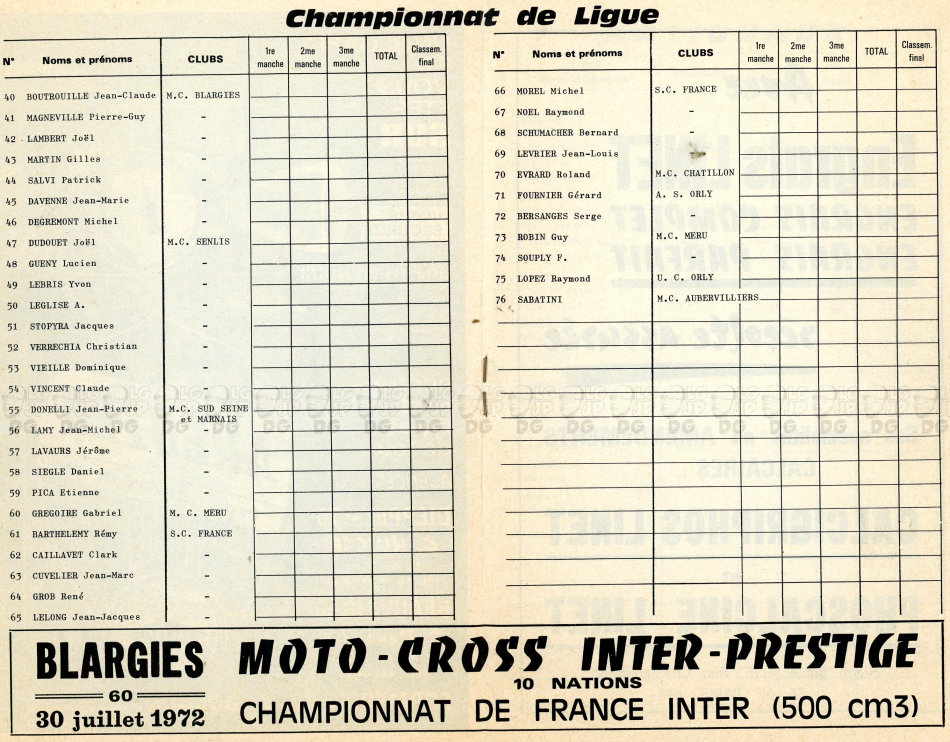 Championnat de Ligue
N° Noms et prénoms CLUBS 1re manche 2me manche 3me manche TOTAL Classem. final
40 BOUTROUILLE Jean-Claude M.C. BLARGIES
41 MAGNEVILLE Pierre-Guy -
42 LAMBERT Joël -
43 MARTIN Gilles -
44 SALVI Patrick -
45 DAVENNE Jean-Marie -
46 DEGREMONT Michel -
47 DUDOUET Joël M.C. SENLIS
48 GUENY Lucien -
49 LEBRIS Yvon -
50 LEGLISE A. -
51 STOPYRA Jacques -
52 VERRECHIA Christian -
53 VIEILLE Dominique -
54 VINCENT Claude -
55 DONELLI Jean-Pierre M.C. SUD SEINE
et MARNAIS
56 LAMY Jean-Michel -
57 LAVAURS Jérôme -
58 SIEGLE Daniel -
59 PICA Etienne -
60 GREGOIRE Gabriel M. C. MERU
61 BARTHELEMY Rémy S.C. FRANCE
62 CAILLAVET Clark -
63 CUVELIER Jean-Marc -
64 GROB René -
65 LELONG Jean-Jacques -
N° Noms et prénoms CLUBS 1re manche 2me manche 3me manche TOTAL Classem. final
66 MOREL Michel S.C. FRANCE
67 NOEL Raymond -
68 SCHUMACHER Bernard -
69 LEVRIER Jean-Louis
70 EVRARD Roland M.C. CHATILLON
71 FOURNIER Gérard A. S. ORLY
72 BERSANGES Serge -
73 ROBIN Guy M.C. MERU
74 SOUPLY F. -
75 LOPEZ Raymond U. C. ORLY
76 SABATINI M.C. AUBERVILLIERS
BLARGIES
60
30 juillet 1972
MOTO-CROSS INTER-PRESTIGE
10 NATIONS
CHAMPIONNAT DE FRANCE INTER (500 cm3)